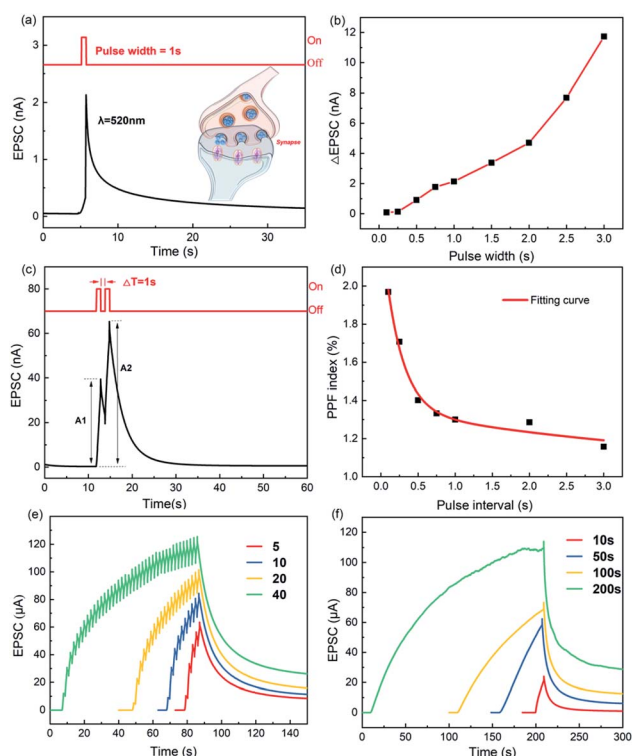 (a)
Pulse width = 1s
On
Off
λ=520nm
Synapse
EPSC (nA)
3
2
1
0
0 10 20 30
Time (s)
(b)
△EPSC (nA)
12
10
8
6
4
2
0
0.0 0.5 1.0 1.5 2.0 2.5 3.0
Pulse width (s)
(c)
△T=1s
On
Off
EPSC (nA)
80
60
40
20
0
A1
A2
0 10 20 30 40 50 60
Time(s)
(d)
Fitting curve
PPF index (%)
2.0
1.8
1.6
1.4
1.2
1.0
0.0 0.5 1.0 1.5 2.0 2.5 3.0
Pulse interval (s)
(e)
5
10
20
40
EPSC (μA)
120
100
80
60
40
20
0
0 20 40 60 80 100 120 140
Time (s)
(f)
10s
50s
100s
200s
EPSC (μA)
120
100
80
60
40
20
0
0 50 100 150 200 250 300
Time (s)